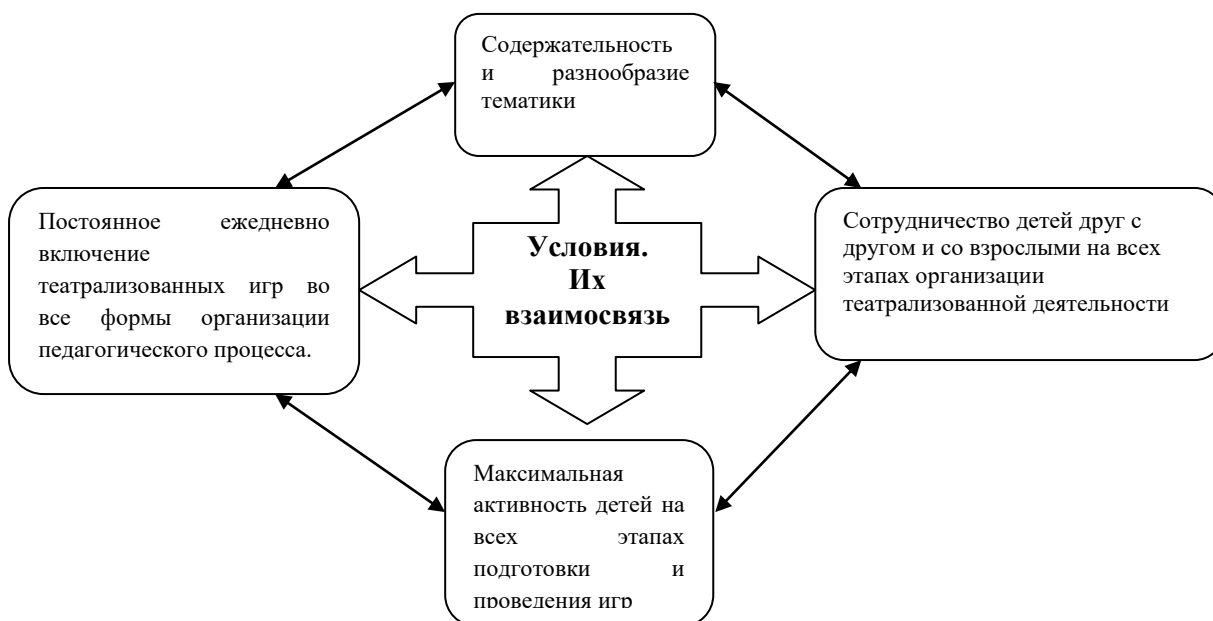 Содержательность
и разнообразие
тематики
Постоянное ежедневно
включение
театрализованных игр во
все формы организации
педагогического процесса.
Условия.
Их
взаимосвязь
Сотрудничество детей друг с
другом и со взрослыми на всех
этапах организации
театрализованной деятельности
Максимальная
активность детей на
всех этапах
подготовки и
проведения игр